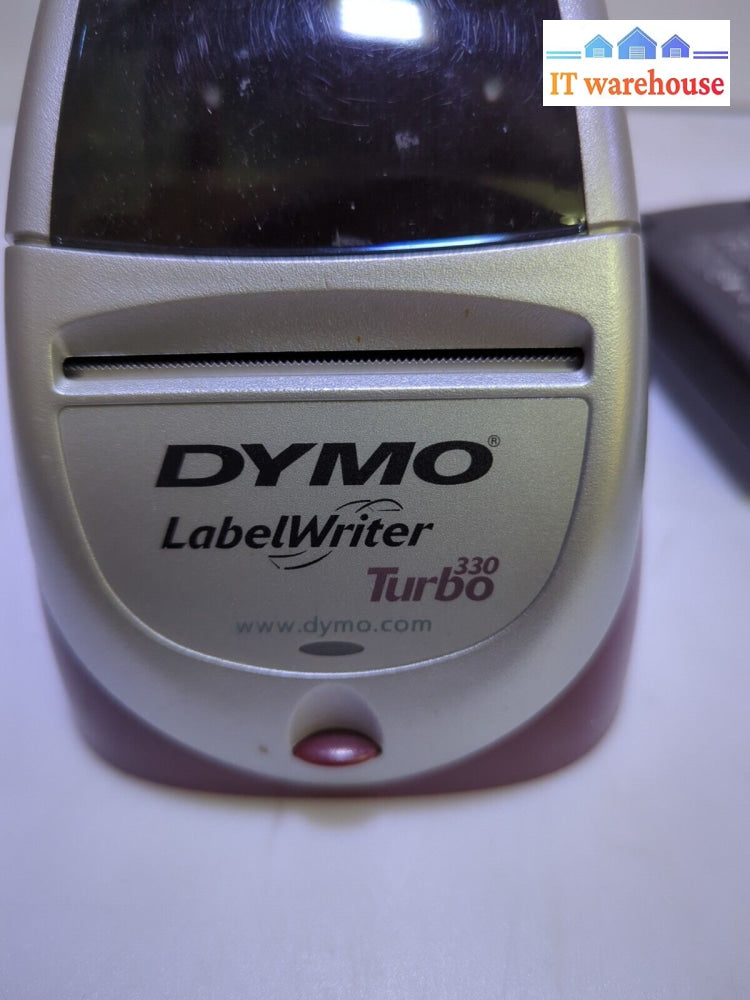 IT warehouse
DYMO®
LabelWriter
330
Turbo
www.dymo.com